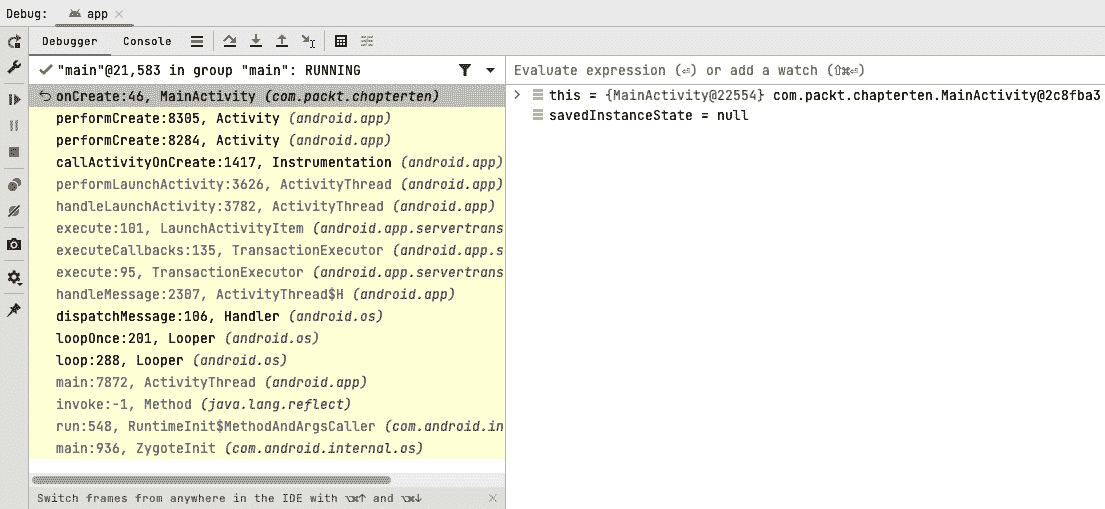 Debug: app
Debugger Console
"main"@21,583 in group "main": RUNNING
Evaluate expression (⏎) or add a watch (⇧⌘⏎)
onCreate:46, MainActivity (com.packt.chapterten)
this = {MainActivity@22554} com.packt.chapterten.MainActivity@2c8fba3
performCreate:8305, Activity (android.app)
savedInstanceState = null
performCreate:8284, Activity (android.app)
callActivityOnCreate:1417, Instrumentation (android.app)
performLaunchActivity:3626, ActivityThread (android.app)
handleLaunchActivity:3782, ActivityThread (android.app)
execute:101, LaunchActivityItem (android.app.servertrans
executeCallbacks:135, TransactionExecutor (android.app.s
execute:95, TransactionExecutor (android.app.servertrans
handleMessage:2307, ActivityThread$H (android.app)
dispatchMessage:106, Handler (android.os)
loopOnce:201, Looper (android.os)
loop:288, Looper (android.os)
main:7872, ActivityThread (android.app)
invoke:-1, Method (java.lang.reflect)
run:548, RuntimeInit$MethodAndArgsCaller (com.android.in
main:936, ZygoteInit (com.android.internal.os)
Switch frames from anywhere in the IDE with ⌥⌘↑ and ⌥⌘↓